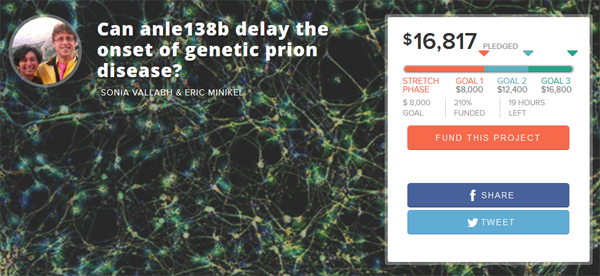 Can anle138b delay the
onset of genetic prion
disease?
SONIA VALLABH & ERIC MINIKEL
$16,817 PLEDGED
STRETCH PHASE GOAL 1 $8,000 GOAL 2 $12,400 GOAL 3 $16,800
$ 8,000 GOAL 210% FUNDED 19 HOURS LEFT
FUND THIS PROJECT
f SHARE
TWEET